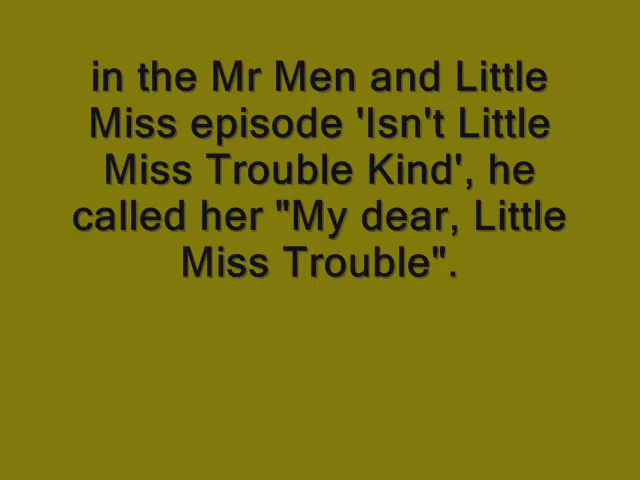 in the Mr Men and Little
Miss episode 'Isn't Little
Miss Trouble Kind', he
called her "My dear, Little
Miss Trouble".